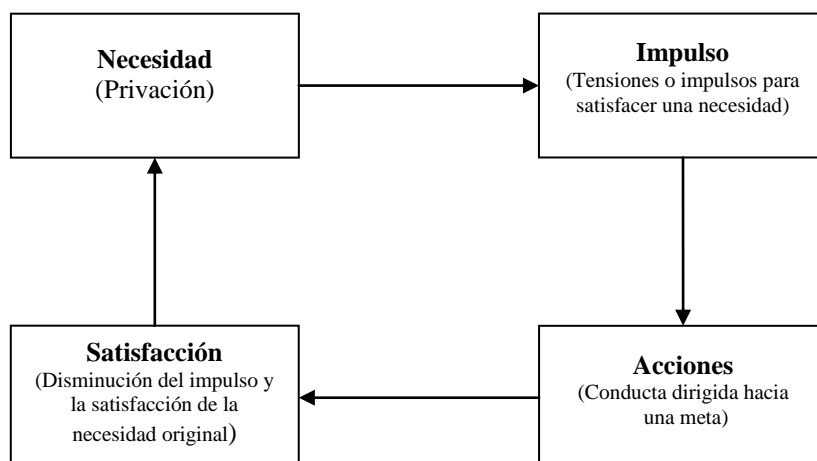 Necesidad
(Privación)
Impulso
(Tensiones o impulsos para
satisfacer una necesidad)
Satisfacción
(Disminución del impulso y
la satisfacción de la
necesidad original)
Acciones
(Conducta dirigida hacia
una meta)